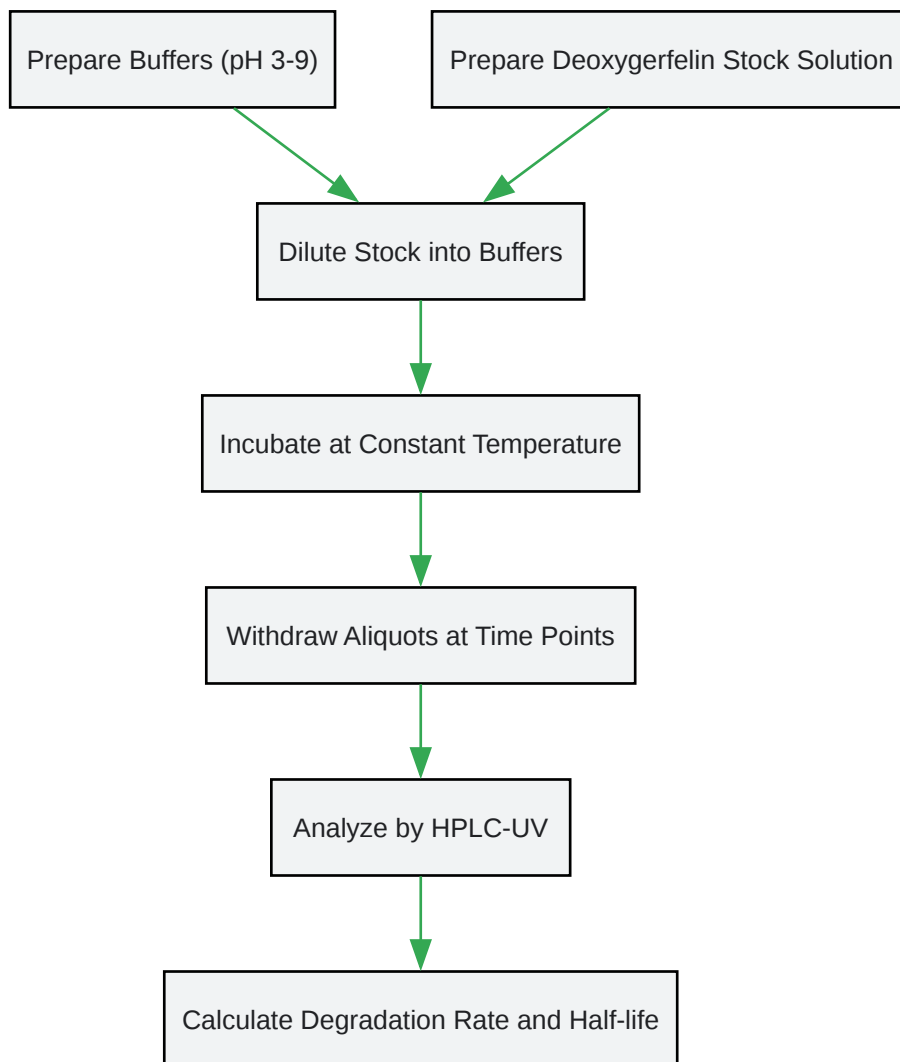 Prepare Buffers (pH 3-9)
Prepare Deoxygerfelin Stock Solution
Dilute Stock into Buffers
Incubate at Constant Temperature
Withdraw Aliquots at Time Points
Analyze by HPLC-UV
Calculate Degradation Rate and Half-life